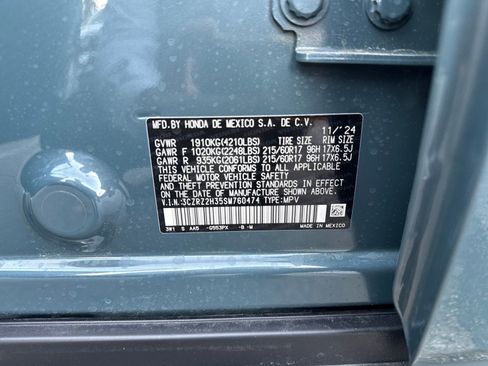 MFD.BY HONDA DE MEXICO S.A. DE C.V. 11/'24
GVWR 1910KG(4210LBS) TIRE SIZE RIM SIZE
GAWR F 1020KG(2248LBS) 215/60R17 96H 17X6.5J
GAWR R 935KG(2061LBS) 215/60R17 96H 17X6.5J
THIS VEHICLE CONFORMS TO ALL APPLICABLE
FEDERAL MOTOR VEHICLE SAFETY STANDARDS
IN EFFECT ON THE DATE OF
MANUFACTURE SHOWN ABOVE.
V.I.N.:3CZRZ2H35SM760474 TYPE:MPV
3W1 S AA5 -G553PX -B -M MADE IN MEXICO